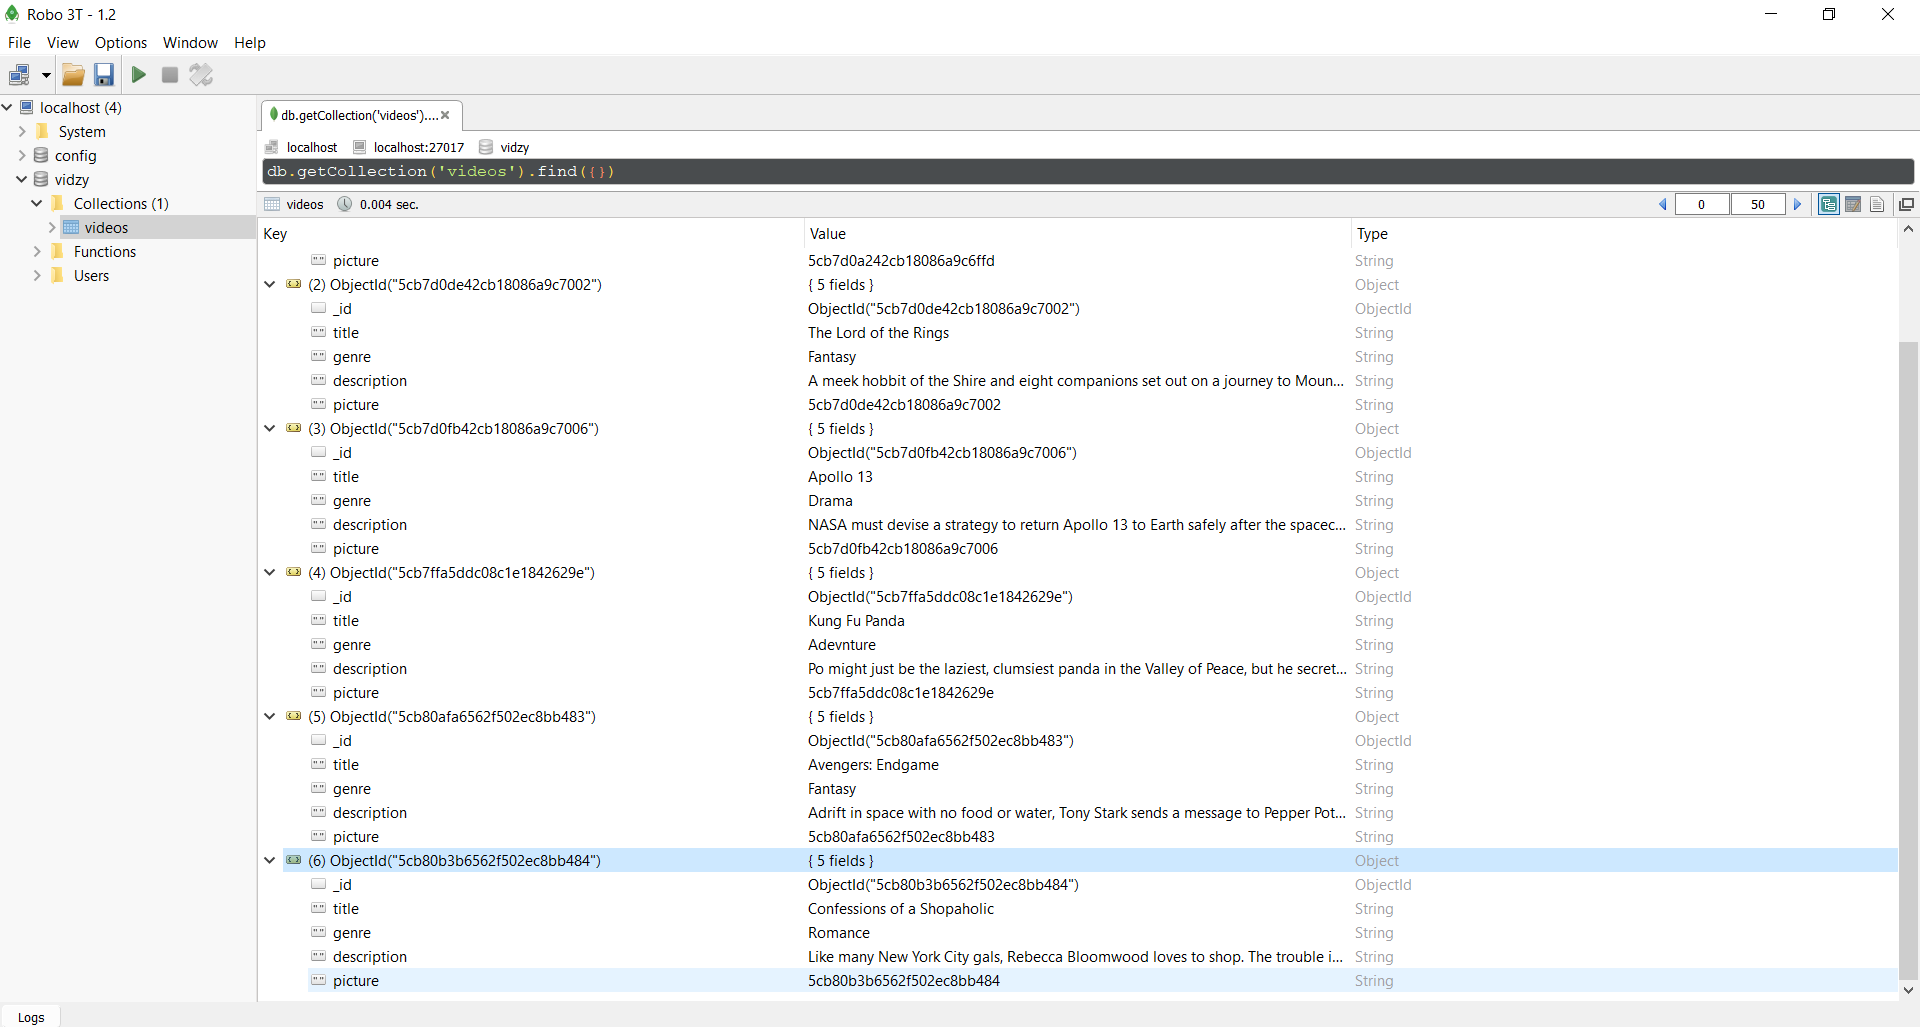 Robo 3T - 1.2
File View Options Window Help
localhost (4)
System
config
vidzy
Collections (1)
videos
Functions
Users
db.getCollection('videos')....
localhost localhost:27017 vidzy
db.getCollection('videos').find({})
videos 0.004 sec. 0 50
Key Value Type
picture 5cb7d0a242cb18086a9c6ffd String
(2) ObjectId("5cb7d0de42cb18086a9c7002") { 5 fields } Object
_id ObjectId("5cb7d0de42cb18086a9c7002") ObjectId
title The Lord of the Rings String
genre Fantasy String
description A meek hobbit of the Shire and eight companions set out on a journey to Moun... String
picture 5cb7d0de42cb18086a9c7002 String
(3) ObjectId("5cb7d0fb42cb18086a9c7006") { 5 fields } Object
_id ObjectId("5cb7d0fb42cb18086a9c7006") ObjectId
title Apollo 13 String
genre Drama String
description NASA must devise a strategy to return Apollo 13 to Earth safely after the spacec... String
picture 5cb7d0fb42cb18086a9c7006 String
(4) ObjectId("5cb7ffa5ddc08c1e1842629e") { 5 fields } Object
_id ObjectId("5cb7ffa5ddc08c1e1842629e") ObjectId
title Kung Fu Panda String
genre Adevnture String
description Po might just be the laziest, clumsiest panda in the Valley of Peace, but he secret... String
picture 5cb7ffa5ddc08c1e1842629e String
(5) ObjectId("5cb80afa6562f502ec8bb483") { 5 fields } Object
_id ObjectId("5cb80afa6562f502ec8bb483") ObjectId
title Avengers: Endgame String
genre Fantasy String
description Adrift in space with no food or water, Tony Stark sends a message to Pepper Pot... String
picture 5cb80afa6562f502ec8bb483 String
(6) ObjectId("5cb80b3b6562f502ec8bb484") { 5 fields } Object
_id ObjectId("5cb80b3b6562f502ec8bb484") ObjectId
title Confessions of a Shopaholic String
genre Romance String
description Like many New York City gals, Rebecca Bloomwood loves to shop. The trouble i... String
picture 5cb80b3b6562f502ec8bb484 String
Logs